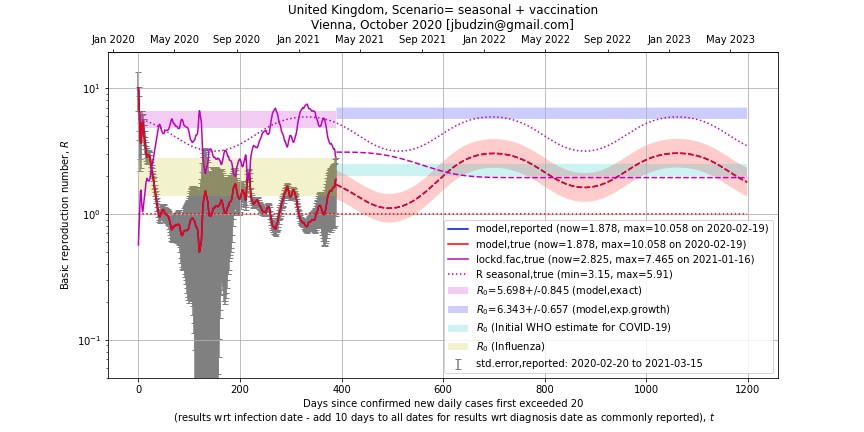 United Kingdom, Scenario= seasonal + vaccination
Vienna, October 2020 [jbudzin@gmail.com]
Jan 2020 May 2020 Sep 2020 Jan 2021 May 2021 Sep 2021 Jan 2022 May 2022 Sep 2022 Jan 2023 May 2023
Basic reproduction number, R
10¹
10⁰
10⁻¹
model,reported (now=1.878, max=10.058 on 2020-02-19)
model,true (now=1.878, max=10.058 on 2020-02-19)
lockd.fac,true (now=2.825, max=7.465 on 2021-01-16)
R seasonal,true (min=3.15, max=5.91)
R₀=5.698+/-0.845 (model,exact)
R₀=6.343+/-0.657 (model,exp.growth)
R₀ (Initial WHO estimate for COVID-19)
R₀ (Influenza)
std.error,reported: 2020-02-20 to 2021-03-15
0 200 400 600 800 1000 1200
Days since confirmed new daily cases first exceeded 20
(results wrt infection date - add 10 days to all dates for results wrt diagnosis date as commonly reported), t